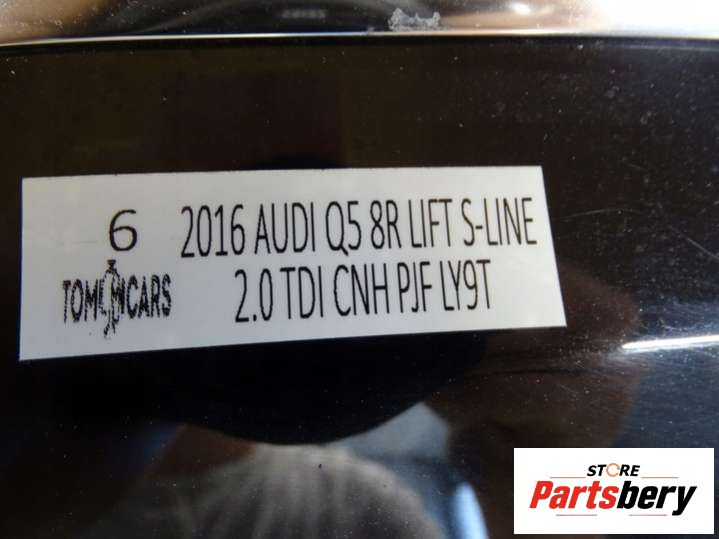 6
2016 AUDI Q5 8R LIFT S-LINE
TOM CARS
2.0 TDI CNH PJF LY9T
STORE
Partsbery